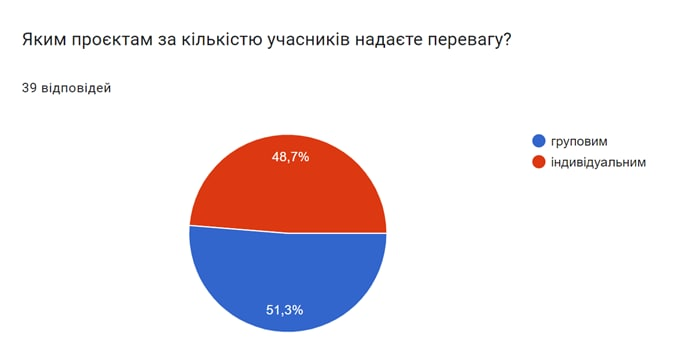 Яким проєктам за кількістю учасників надаєте перевагу?
39 відповідей
48,7%
51,3%
груповим
індивідуальним